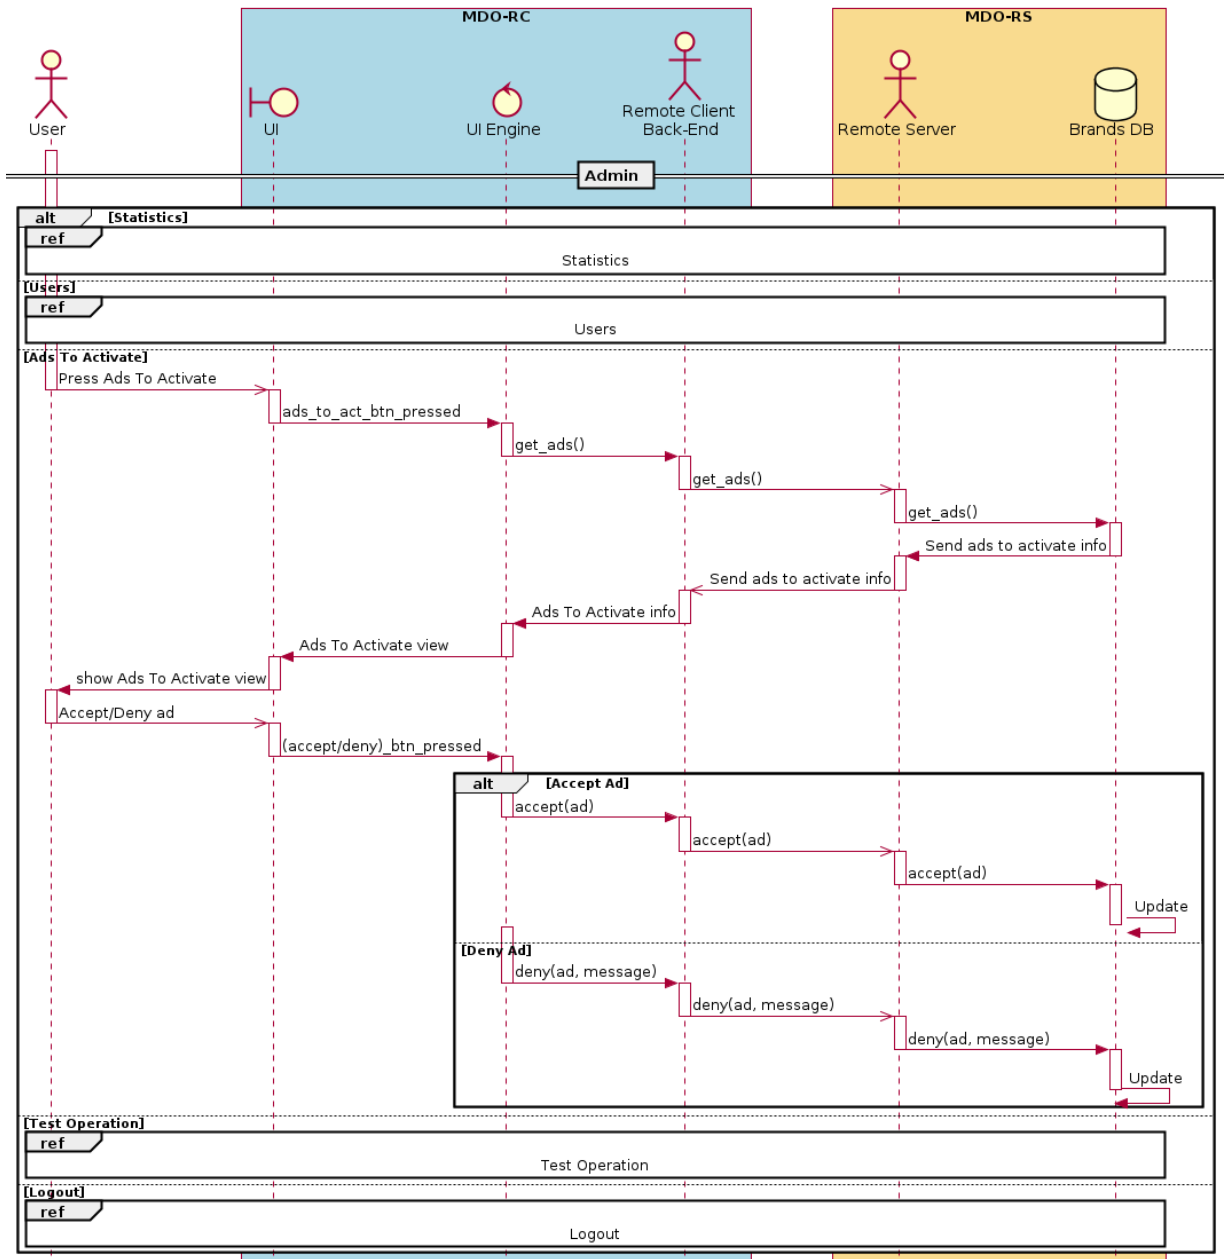 MDO-RC
MDO-RS
User
UI
UI Engine
Remote Client
Back-End
Remote Server
Brands DB
Admin
alt
[Statistics]
ref
Statistics
[Users]
ref
Users
[Ads To Activate]
Press Ads To Activate
ads_to_act_btn_pressed
get_ads()
get_ads()
get_ads()
Send ads to activate info
Send ads to activate info
Ads To Activate info
Ads To Activate view
show Ads To Activate view
Accept/Deny ad
(accept/deny)_btn_pressed
alt
[Accept Ad]
accept(ad)
accept(ad)
accept(ad)
Update
[Deny Ad]
deny(ad, message)
deny(ad, message)
deny(ad, message)
Update
[Test Operation]
ref
Test Operation
[Logout]
ref
Logout